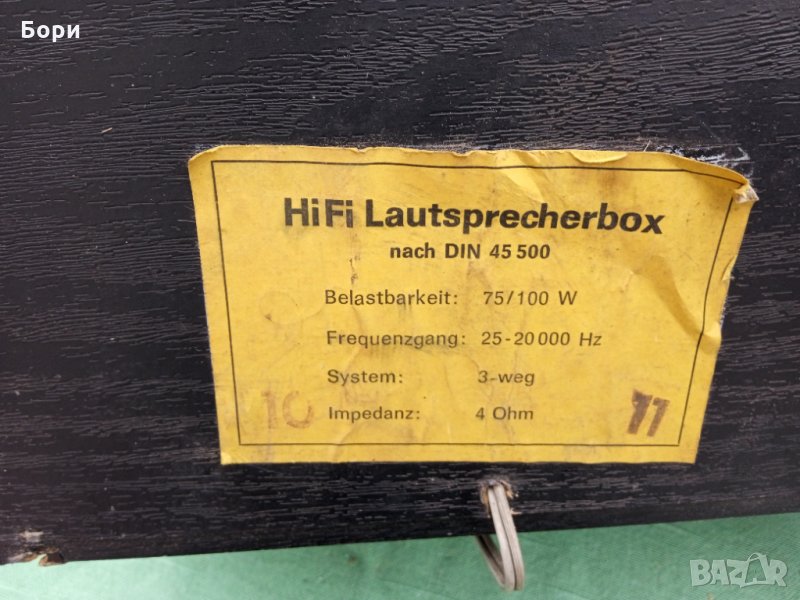 Бори
HiFi Lautsprecherbox
nach DIN 45 500
Belastbarkeit: 75/100 W
Frequenzgang: 25-20 000 Hz
System: 3-weg
10 Impedanz: 4 Ohm 11
BAZAR